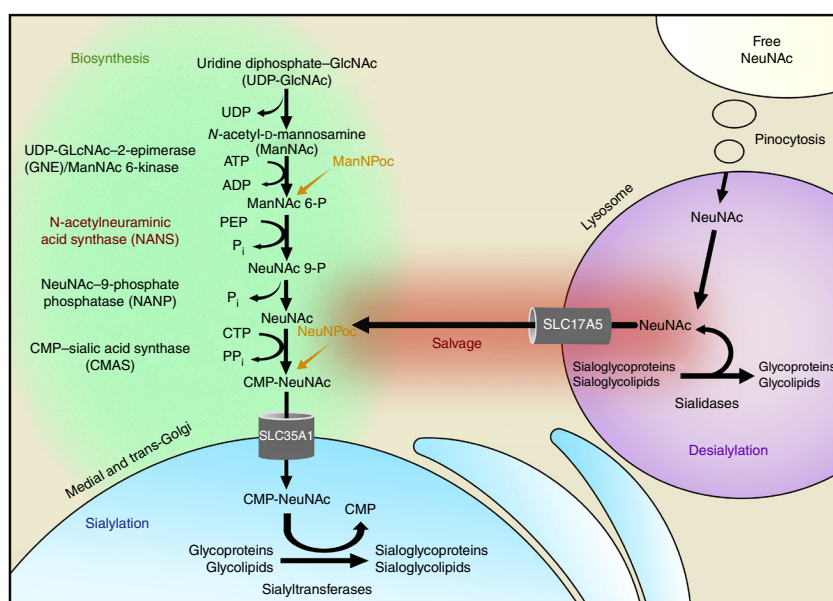 Biosynthesis
Uridine diphosphate–GlcNAc
(UDP-GlcNAc)
UDP
N-acetyl-D-mannosamine
(ManNAc)
UDP-GLcNAc–2-epimerase
(GNE)/ManNAc 6-kinase
ATP
ADP
ManNPoc
ManNAc 6-P
N-acetylneuraminic
acid synthase (NANS)
PEP
Pi
NeuNAc 9-P
NeuNAc–9-phosphate
phosphatase (NANP)
Pi
NeuNAc
CMP–sialic acid synthase
(CMAS)
CTP
PPi
NeuNPoc
CMP-NeuNAc
SLC35A1
Medial and trans-Golgi
Sialylation
CMP-NeuNAc
CMP
Glycoproteins
Glycolipids
Sialoglycoproteins
Sialoglycolipids
Sialyltransferases
Salvage
SLC17A5
Free
NeuNAc
Pinocytosis
Lysosome
NeuNAc
NeuNAc
Sialoglycoproteins
Sialoglycolipids
Glycoproteins
Glycolipids
Sialidases
Desialylation